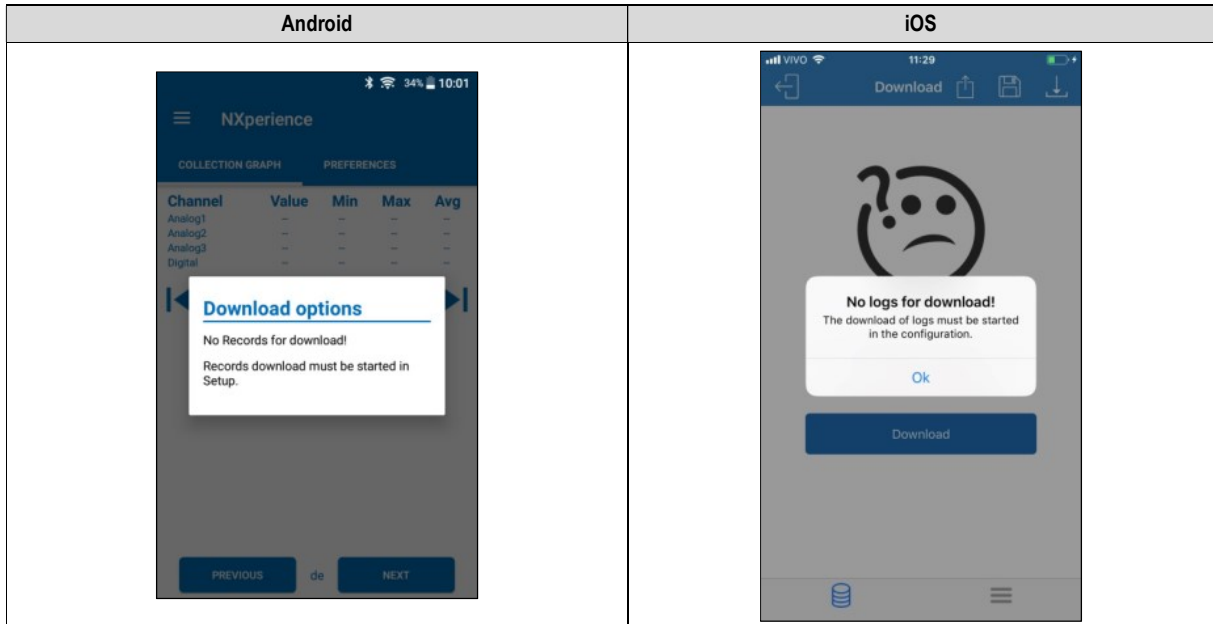 Android
iOS
34% 10:01
NXperience
COLLECTION GRAPH PREFERENCES
Channel Value Min Max Avg
Analog1 – – – –
Analog2 – – – –
Analog3 – – – –
Digital – – – –
Download options
No Records for download!
Records download must be started in
Setup.
PREVIOUS de NEXT
VIVO 11:29
Download
No logs for download!
The download of logs must be started
in the configuration.
Ok
Download